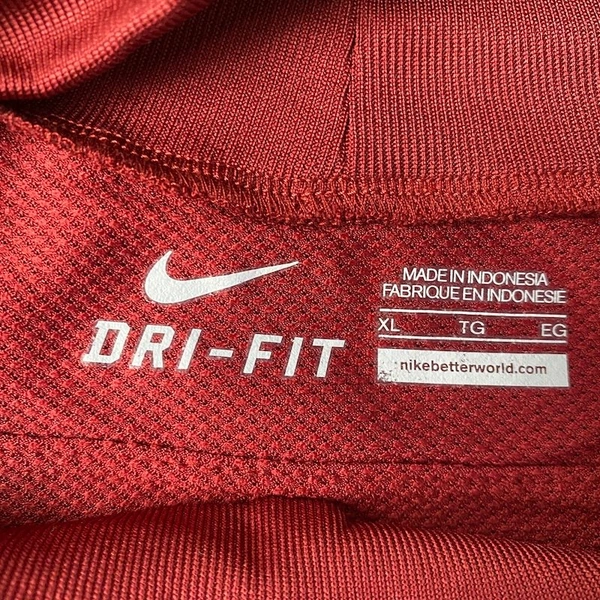 DRI-FIT
MADE IN INDONESIA
FABRIQUE EN INDONESIE
XL TG EG
nikebetterworld.com